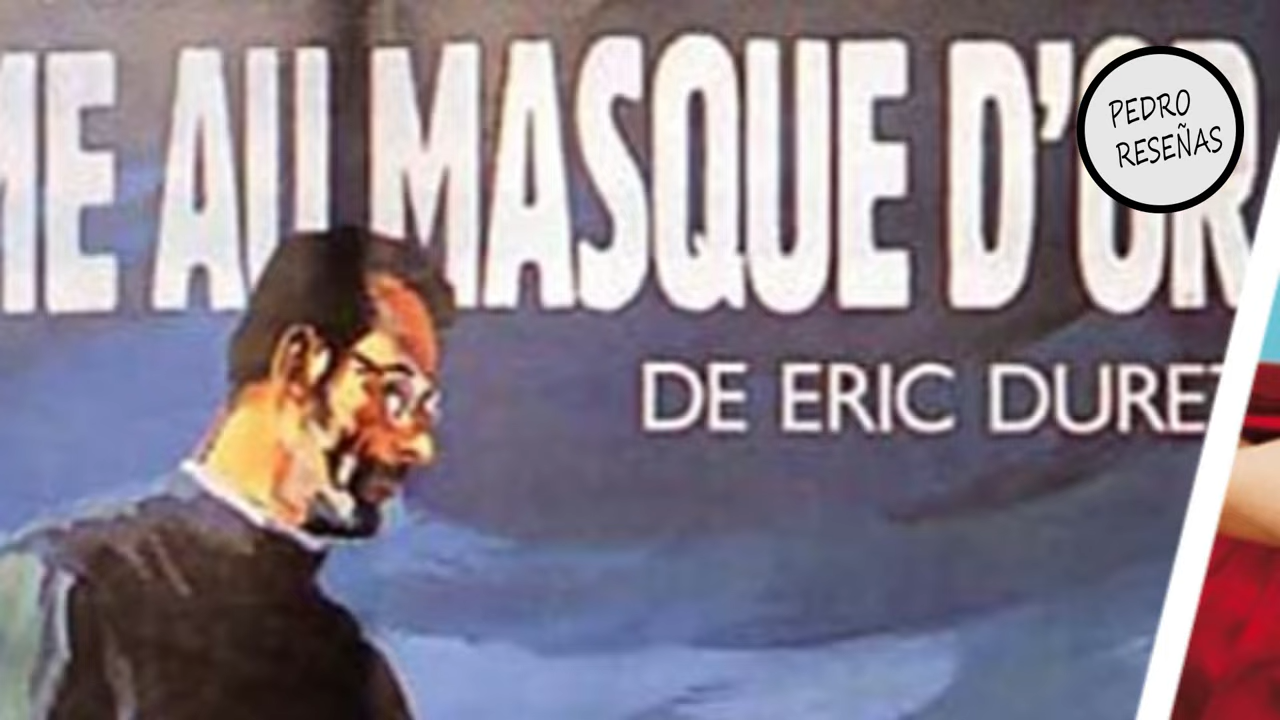 ME AU MASQUE D'OR
DE ERIC DURET
PEDRO
RESEÑAS